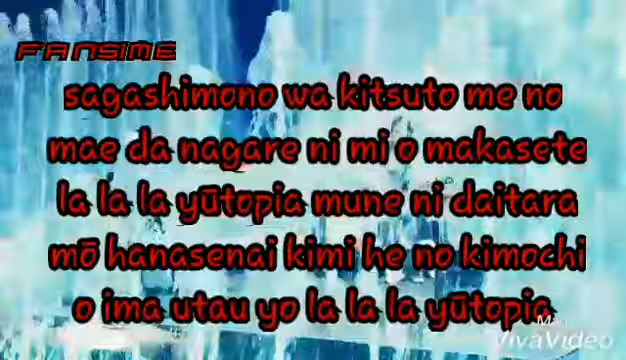 FANSIME
sagashimono wa kitsuto me no
mae da nagare ni mi o makasete
la la la yūtopia mune ni daitara
mō hanasenai kimi he no kimochi
o ima utau yo la la la yūtopia
Ma
VivaVideo